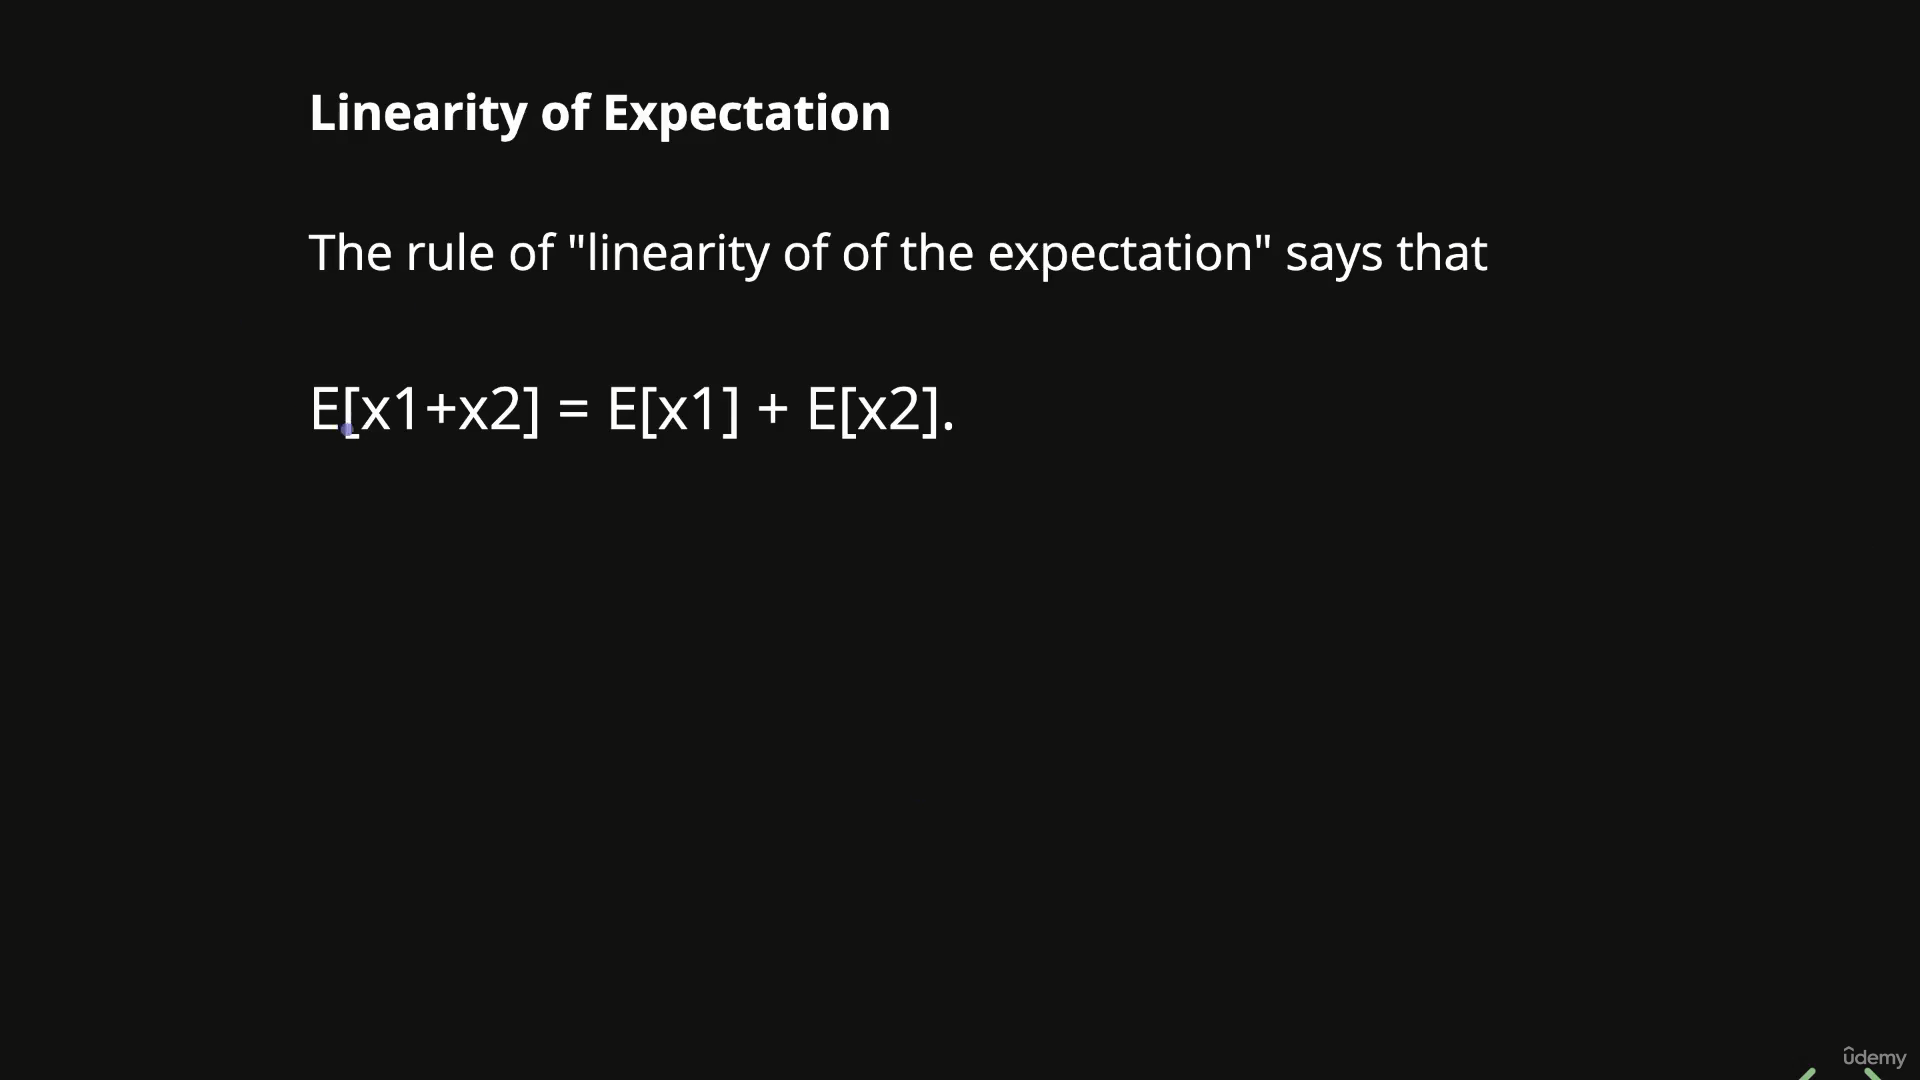 Linearity of Expectation
The rule of "linearity of of the expectation" says that
E[x1+x2] = E[x1] + E[x2].
ûdemy